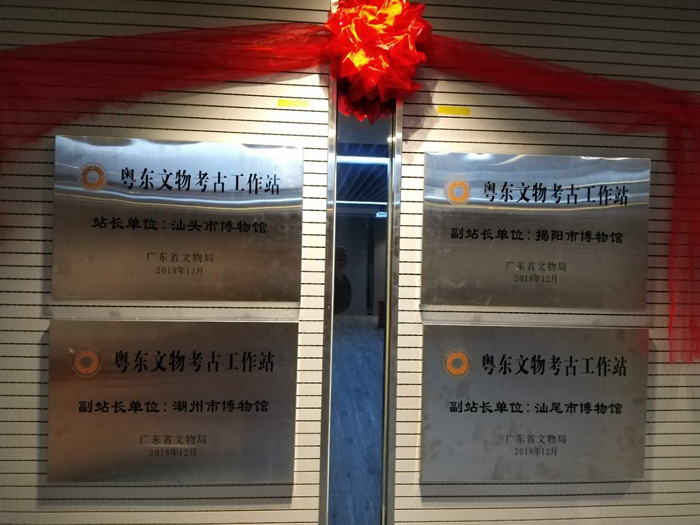 粤东文物考古工作站
站长单位：汕头市博物馆
广东省文物局
2018年12月
粤东文物考古工作站
副站长单位：揭阳市博物馆
广东省文物局
2018年12月
粤东文物考古工作站
副站长单位：潮州市博物馆
广东省文物局
2018年12月
粤东文物考古工作站
副站长单位：汕尾市博物馆
广东省文物局
2018年12月